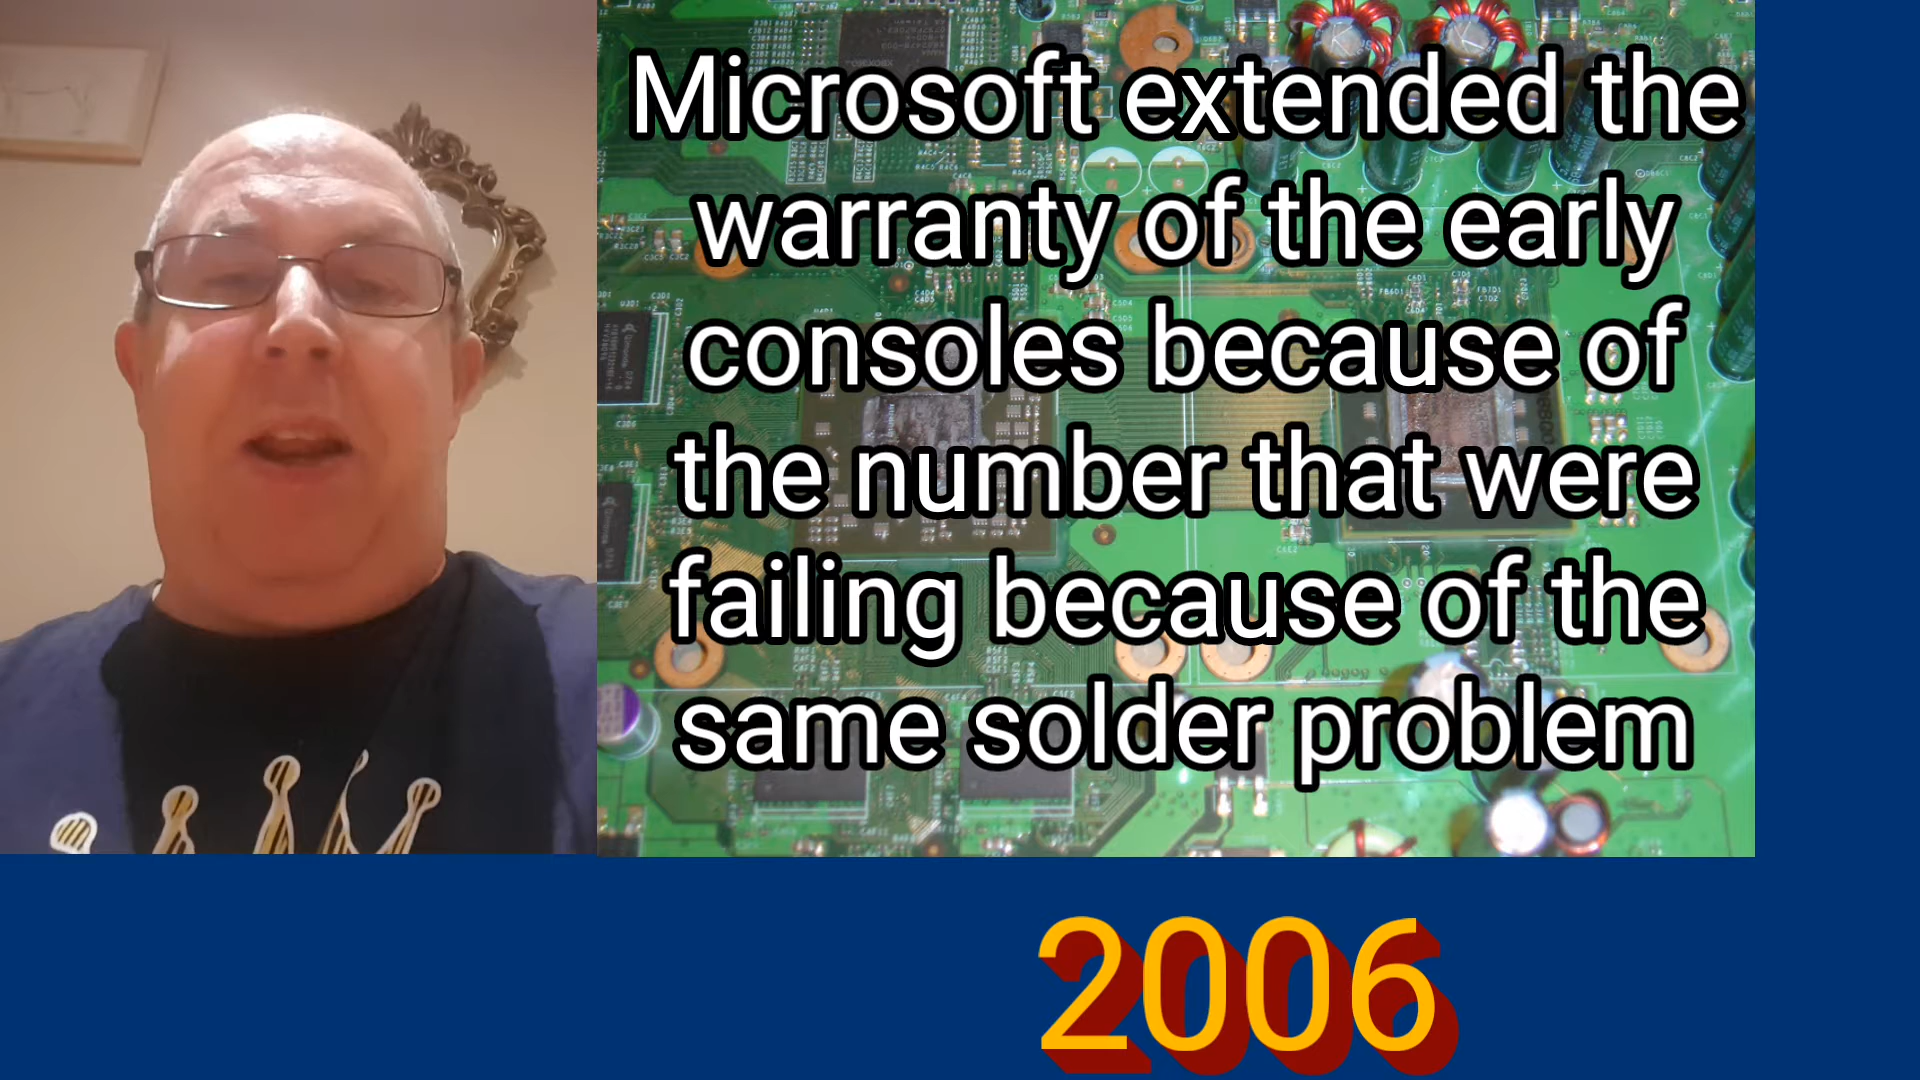 Microsoft extended the
warranty of the early
consoles because of
the number that were
failing because of the
same solder problem
2006